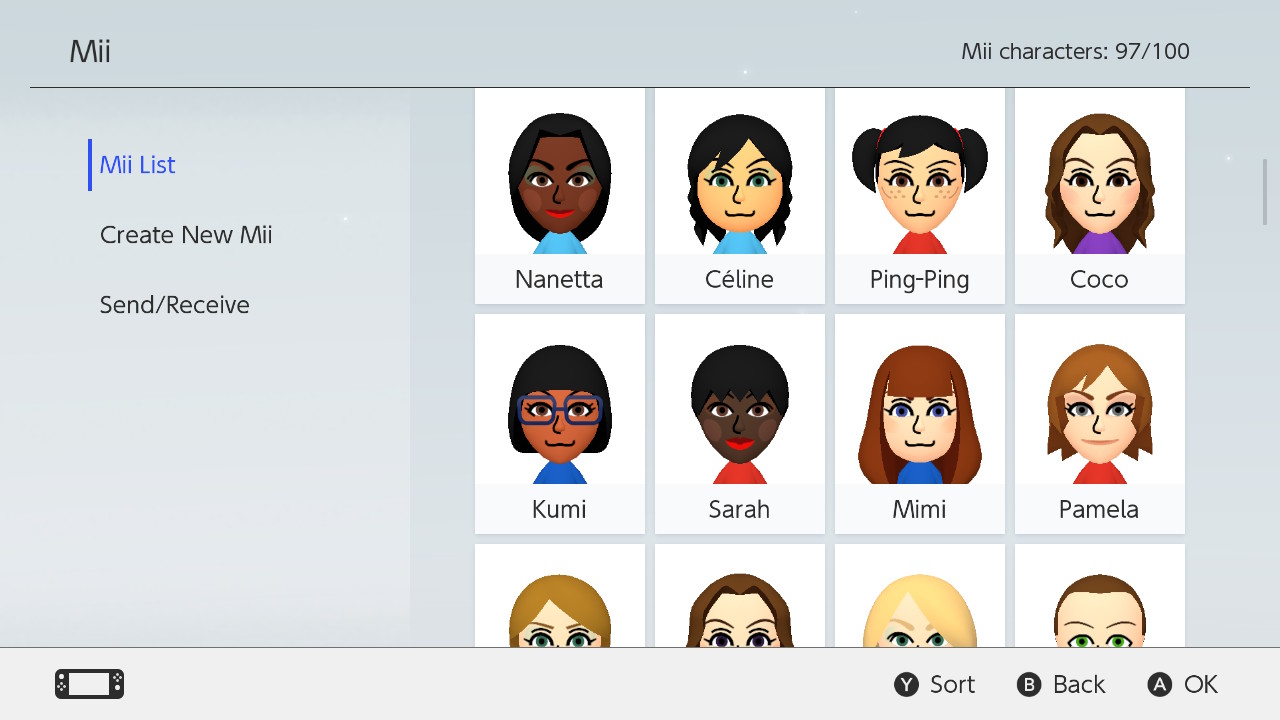 Mii
Mii characters: 97/100
Mii List
Create New Mii
Send/Receive
Nanetta
Céline
Ping-Ping
Coco
Kumi
Sarah
Mimi
Pamela
Y Sort
B Back
A OK